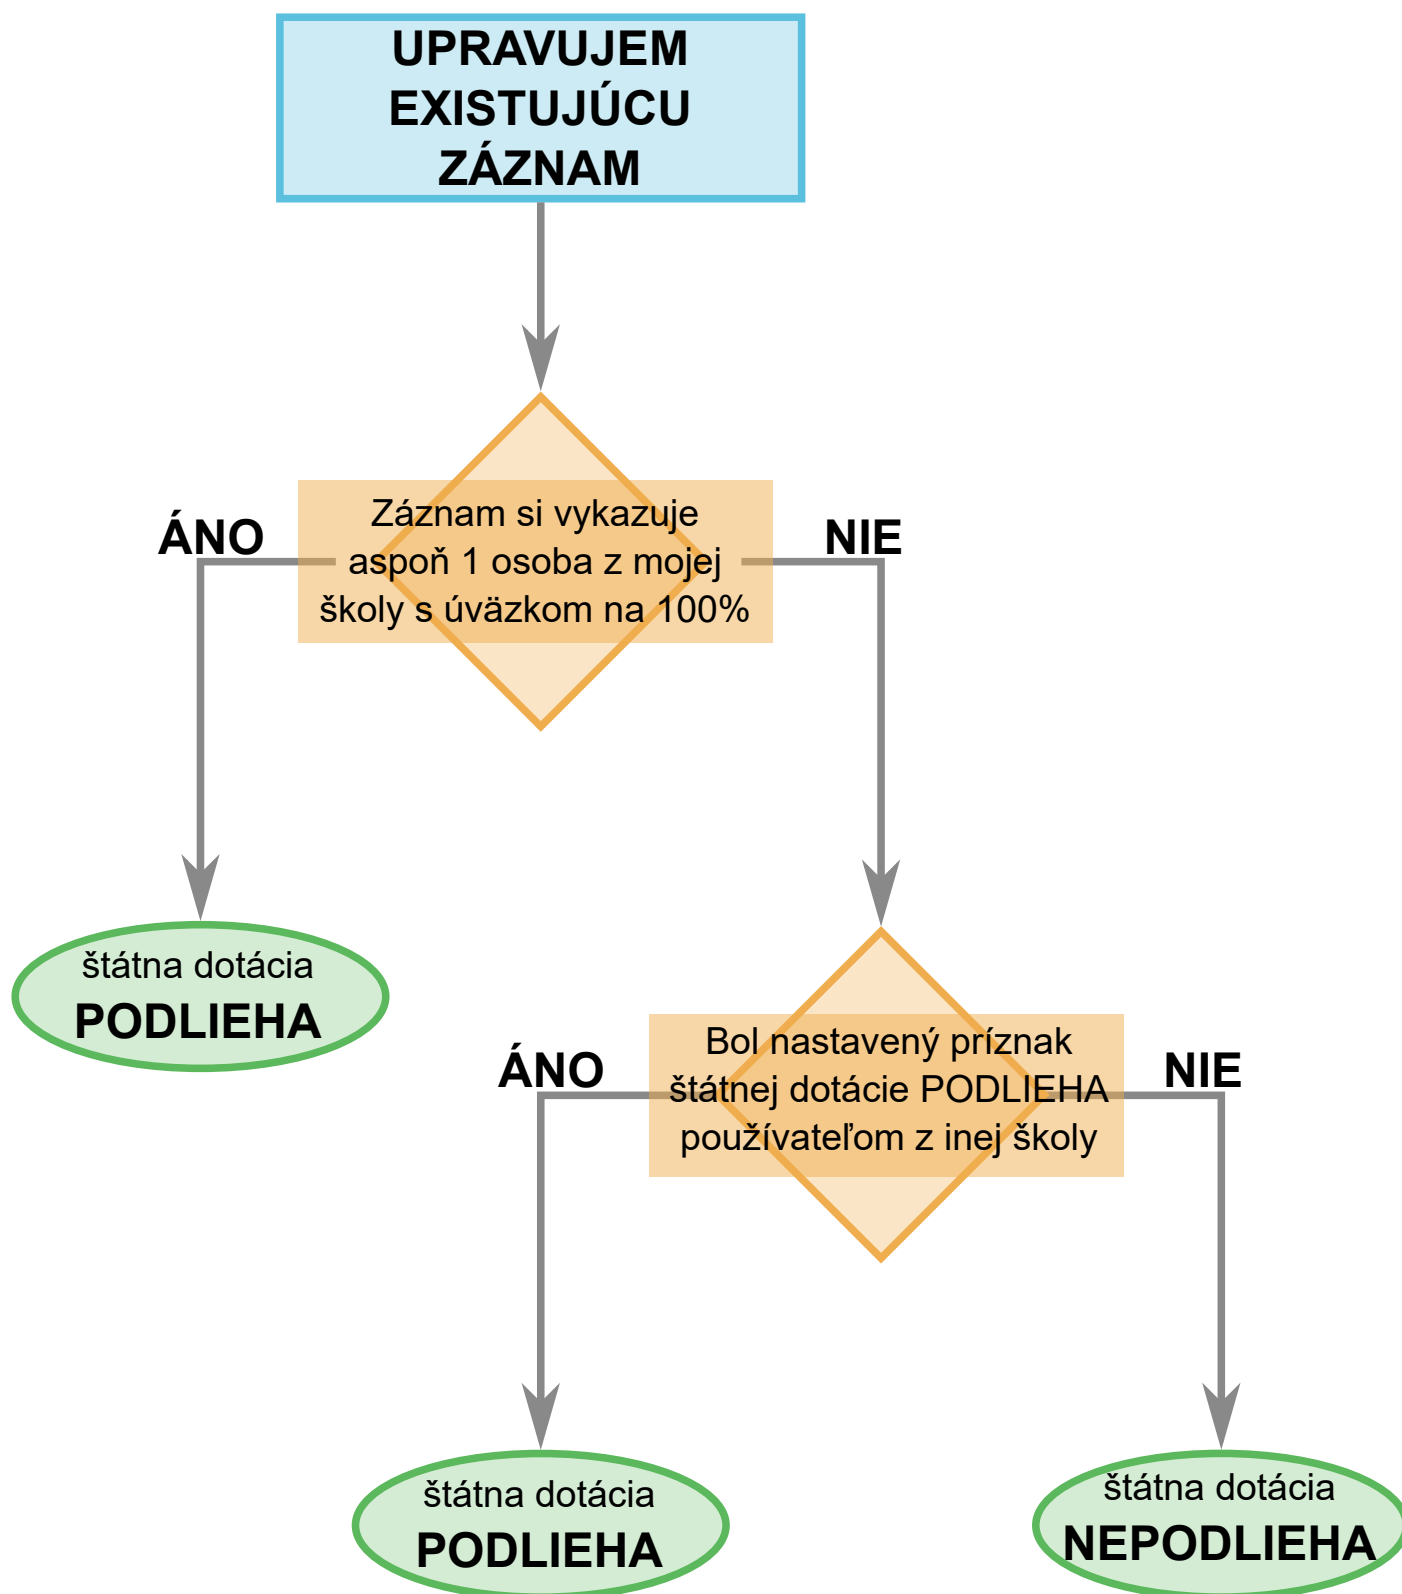 UPRAVUJEM
EXISTUJÚCU
ZÁZNAM
ÁNO
Záznam si vykazuje
aspoň 1 osoba z mojej
školy s úväzkom na 100%
NIE
štátna dotácia
PODLIEHA
ÁNO
Bol nastavený príznak
štátnej dotácie PODLIEHA
používateľom z inej školy
NIE
štátna dotácia
PODLIEHA
štátna dotácia
NEPODLIEHA